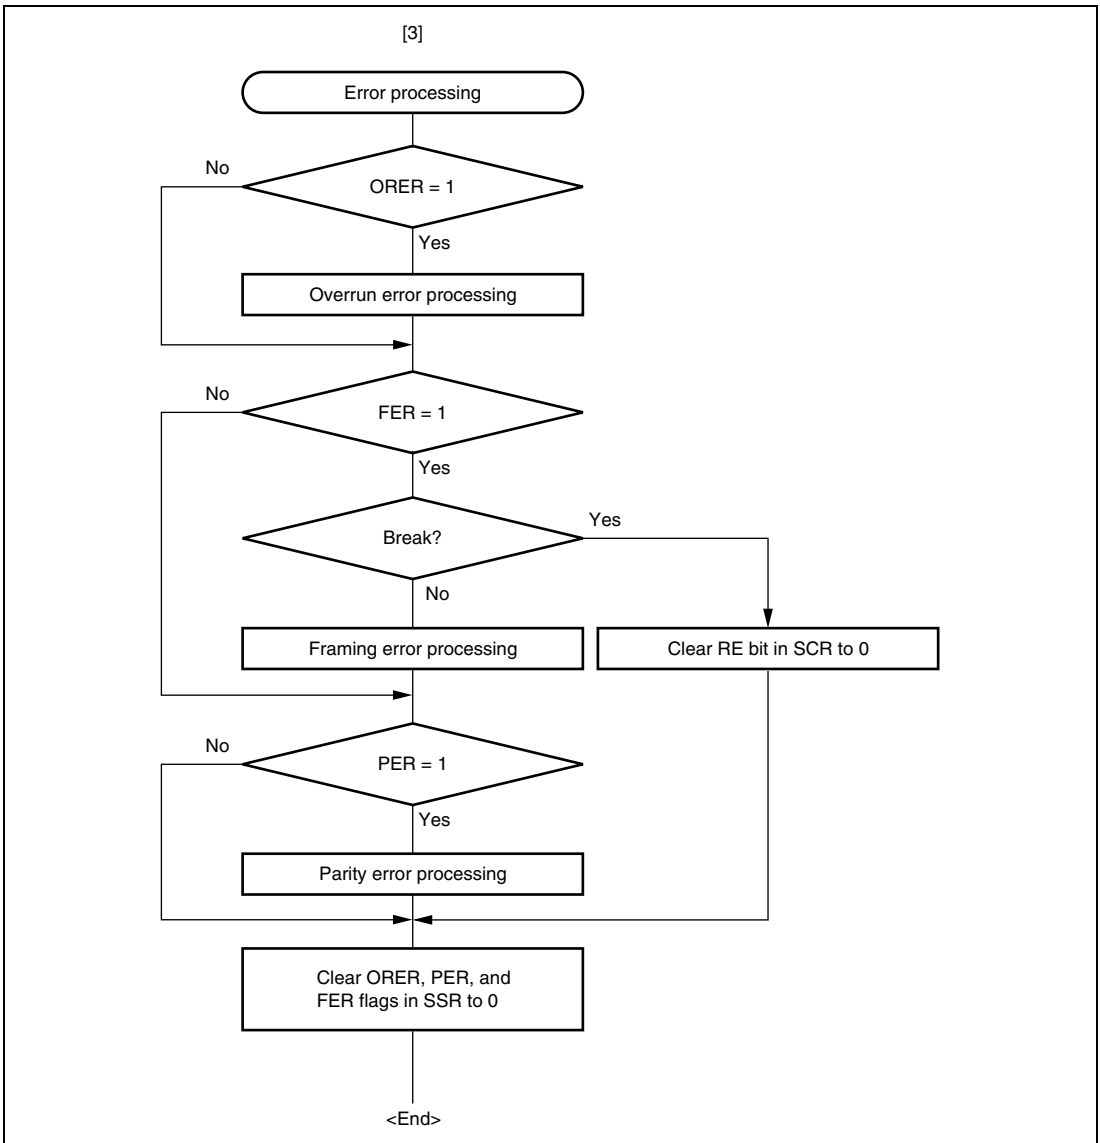 [3]
Error processing
No
ORER = 1
Yes
Overrun error processing
No
FER = 1
Yes
Break?
Yes
No
Framing error processing
Clear RE bit in SCR to 0
No
PER = 1
Yes
Parity error processing
Clear ORER, PER, and
FER flags in SSR to 0
<End>